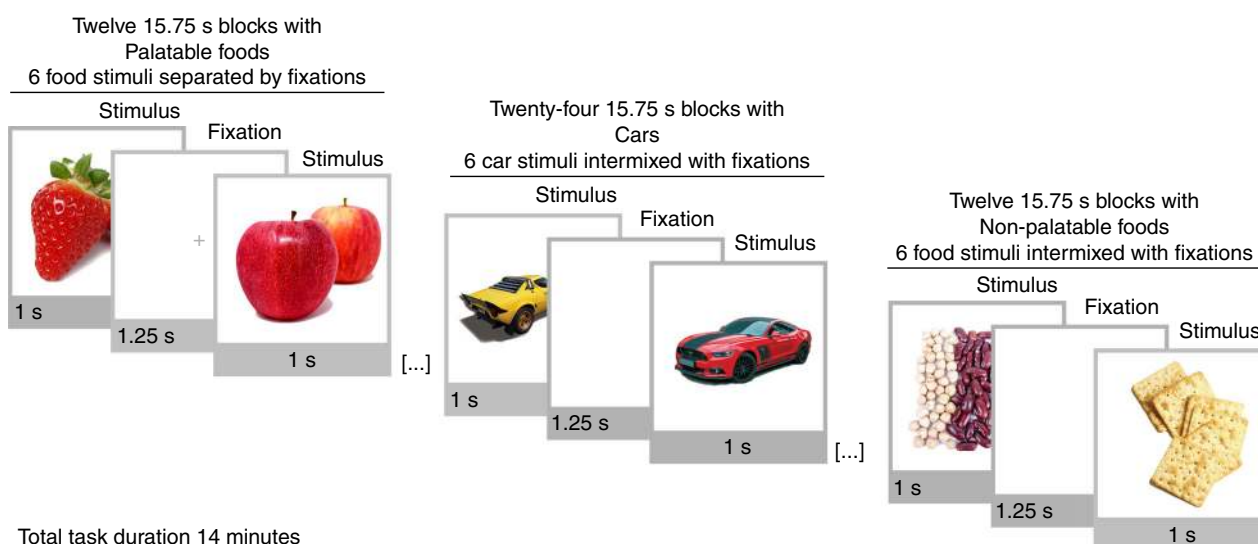 Twelve 15.75 s blocks with
Palatable foods
6 food stimuli separated by fixations
Stimulus
Fixation
Stimulus
+
1 s
1.25 s
1 s
[...]
Twenty-four 15.75 s blocks with
Cars
6 car stimuli intermixed with fixations
Stimulus
Fixation
Stimulus
1 s
1.25 s
1 s
[...]
Twelve 15.75 s blocks with
Non-palatable foods
6 food stimuli intermixed with fixations
Stimulus
Fixation
Stimulus
1 s
1.25 s
1 s
Total task duration 14 minutes